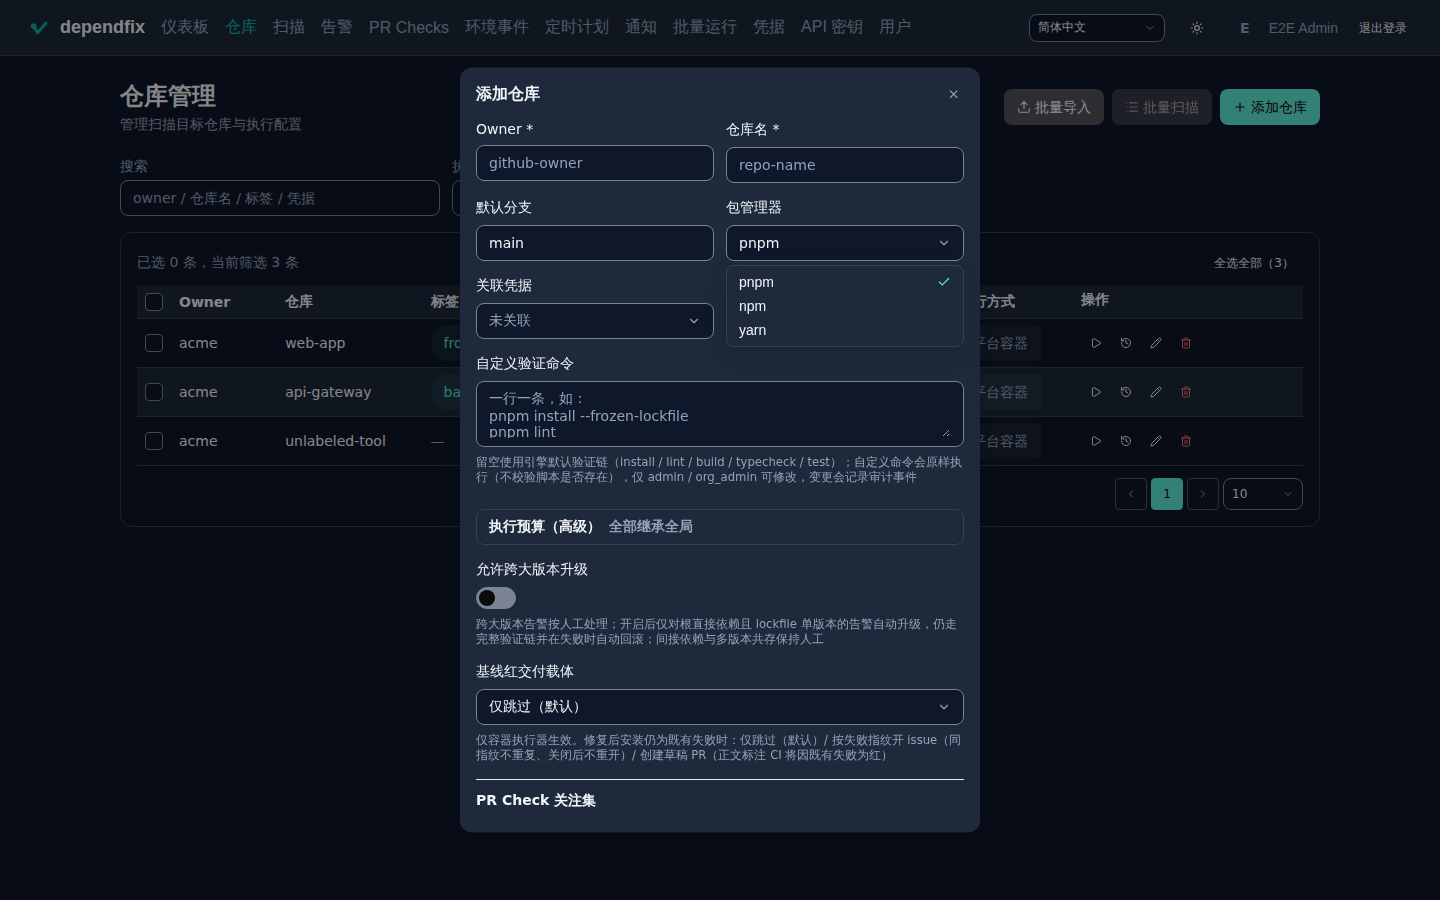 dependfix 仪表板 仓库 扫描 告警 PR Checks 环境事件 定时计划 通知 批量运行 凭据 API 密钥 用户 简体中文 E E2E Admin 退出登录
仓库管理
管理扫描目标仓库与执行配置
批量导入 批量扫描 添加仓库
搜索
owner / 仓库名 / 标签 / 凭据
已选 0 条，当前筛选 3 条 全选全部（3）
Owner 仓库 标签 行方式 操作
acme web-app 平台容器
acme api-gateway 平台容器
acme unlabeled-tool — 平台容器
1 10
添加仓库
Owner * 仓库名 *
github-owner repo-name
默认分支 包管理器
main pnpm
关联凭据
未关联
pnpm
npm
yarn
自定义验证命令
一行一条，如：
pnpm install --frozen-lockfile
pnpm lint
留空使用引擎默认验证链（install / lint / build / typecheck / test）；自定义命令会原样执
行（不校验脚本是否存在），仅 admin / org_admin 可修改，变更会记录审计事件
执行预算（高级） 全部继承全局
允许跨大版本升级
跨大版本告警按人工处理；开启后仅对根直接依赖且 lockfile 单版本的告警自动升级，仍走
完整验证链并在失败时自动回滚；间接依赖与多版本共存保持人工
基线红交付载体
仅跳过（默认）
仅容器执行器生效。修复后安装仍为既有失败时：仅跳过（默认）/ 按失败指纹开 issue（同
指纹不重复、关闭后不重开）/ 创建草稿 PR（正文标注 CI 将因既有失败为红）
PR Check 关注集